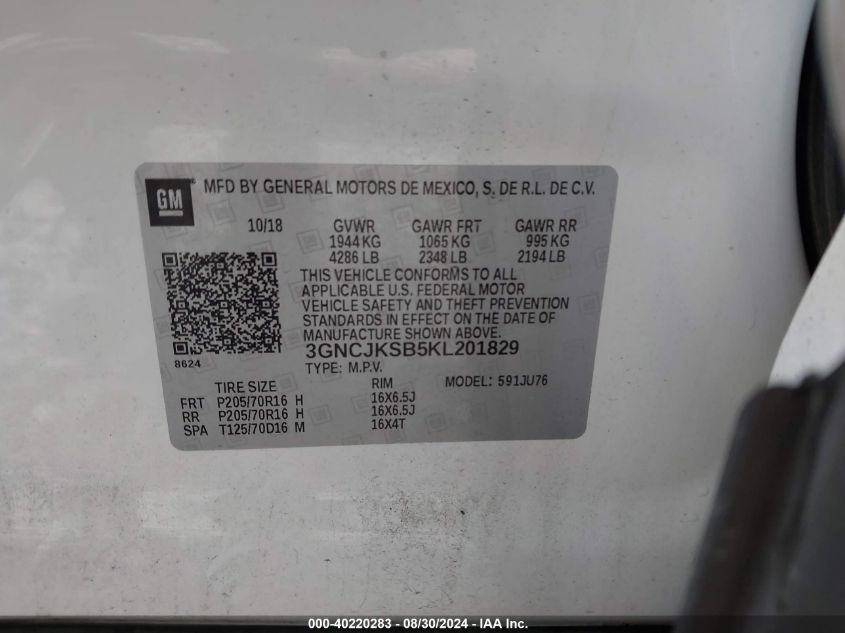 GM MFD BY GENERAL MOTORS DE MEXICO, S. DE R.L. DE C.V.
10/18 GVWR GAWR FRT GAWR RR
1944 KG 1065 KG 995 KG
4286 LB 2348 LB 2194 LB
THIS VEHICLE CONFORMS TO ALL
APPLICABLE U.S. FEDERAL MOTOR
VEHICLE SAFETY AND THEFT PREVENTION
STANDARDS IN EFFECT ON THE DATE OF
MANUFACTURE SHOWN ABOVE.
8624 3GNCJKSB5KL201829
TYPE: M.P.V.
TIRE SIZE RIM MODEL: 591JU76
FRT P205/70R16 H 16X6.5J
RR P205/70R16 H 16X6.5J
SPA T125/70D16 M 16X4T
000-40220283 - 08/30/2024 - IAA Inc.